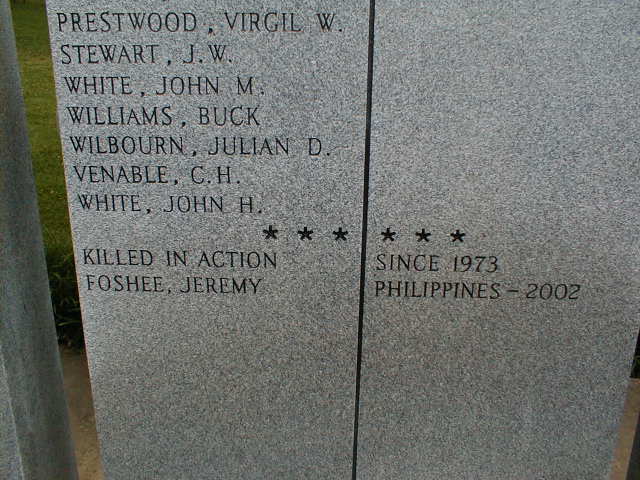 PRESTWOOD, VIRGIL W.
STEWART, J.W.
WHITE, JOHN M.
WILLIAMS, BUCK
WILBOURN, JULIAN D.
VENABLE, C.H.
WHITE, JOHN H.
* * * * * *
KILLED IN ACTION SINCE 1973
FOSHEE, JEREMY PHILIPPINES - 2002